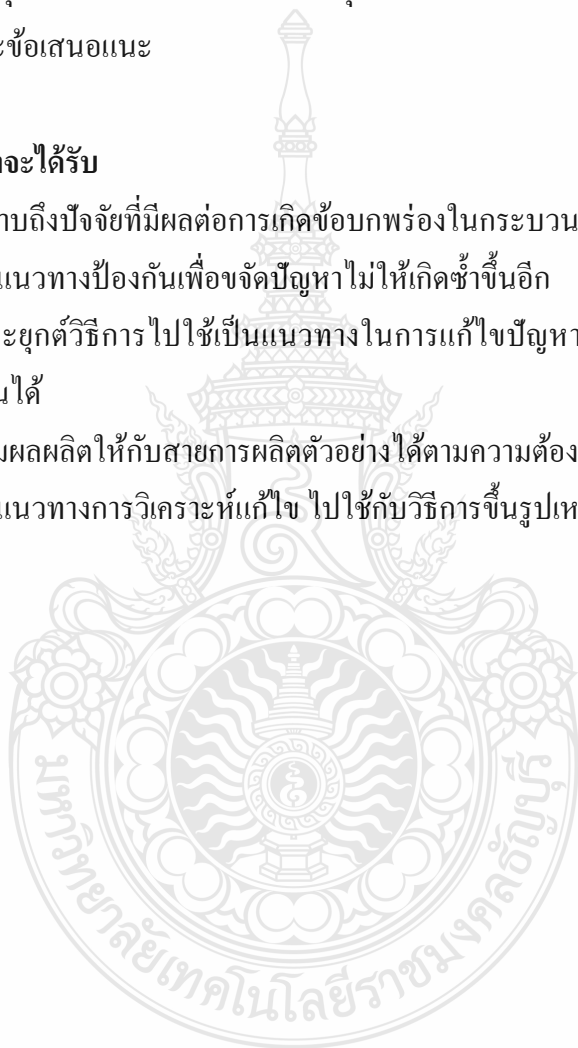 ะข้อเสนอแนะ
จะได้รับ
าบถึงปัจจัยที่มีผลต่อการเกิดข้อบกพร่องในกระบวน
แนวทางป้องกันเพื่อขจัดปัญหาไม่ให้เกิดซ้ำขึ้นอีก
ะยุกต์วิธีการไปใช้เป็นแนวทางในการแก้ไขปัญหา
นได้
มผลผลิตให้กับสายการผลิตตัวอย่างได้ตามความต้อง
แนวทางการวิเคราะห์แก้ไข ไปใช้กับวิธีการขึ้นรูปเห
มหาวิทยาลัยเทคโนโลยีราชมงคลธัญบุรี